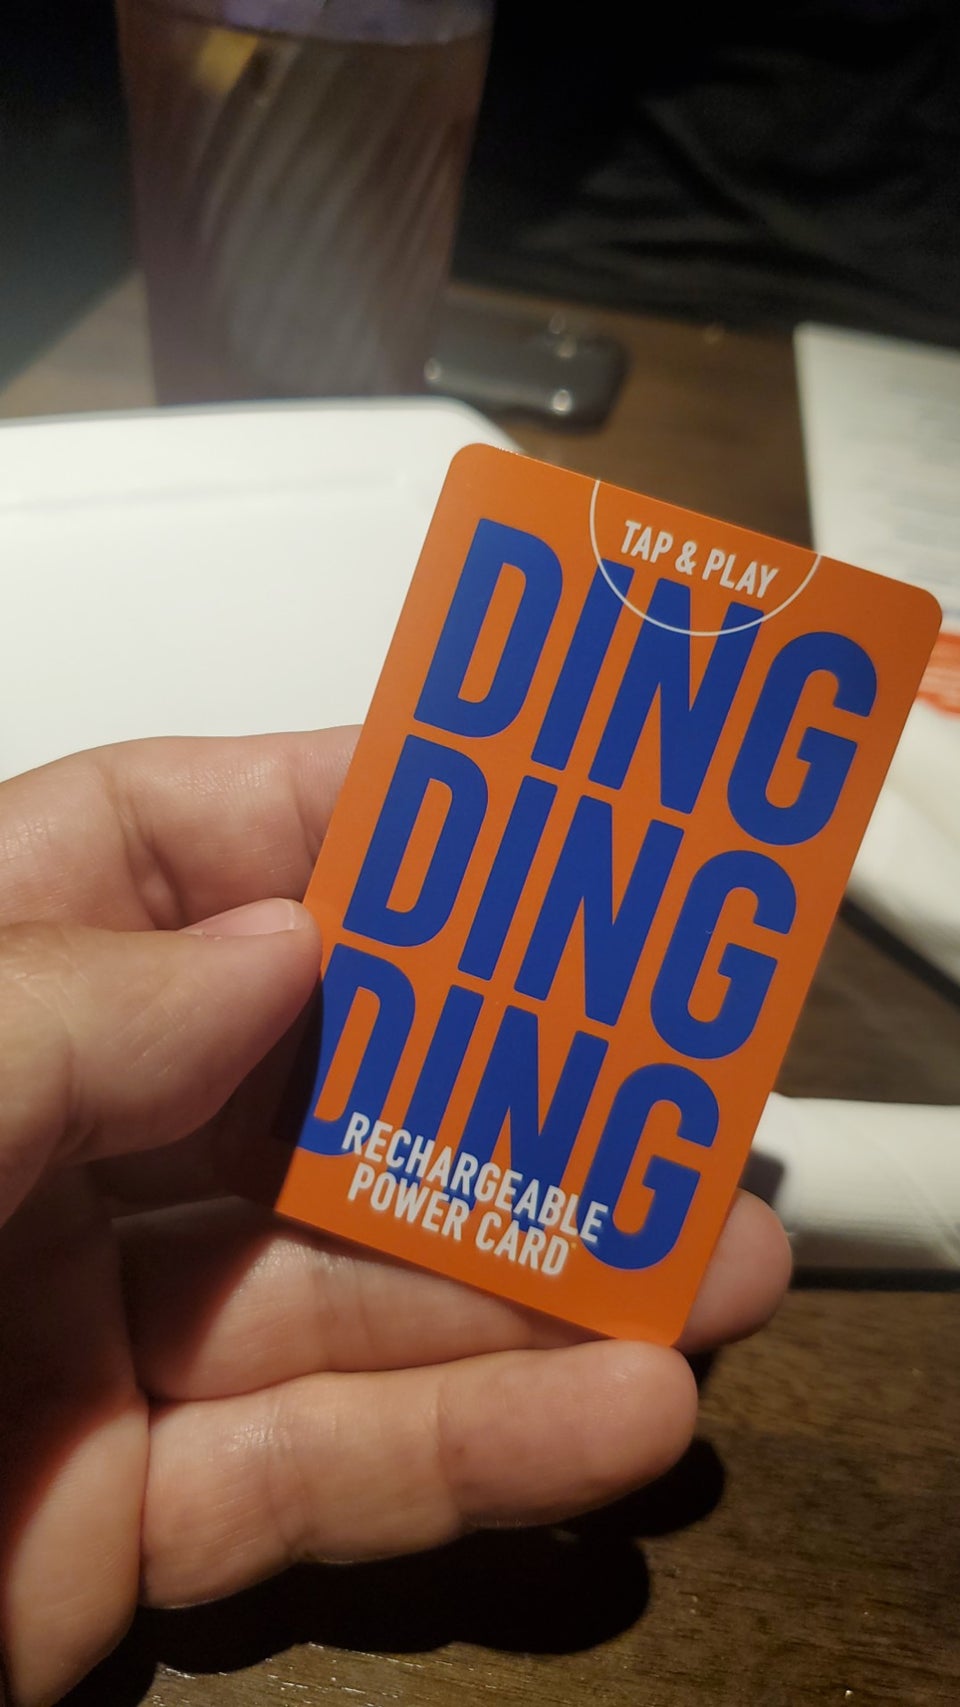 TAP & PLAY
DING
DING
DING
RECHARGEABLE
POWER CARD